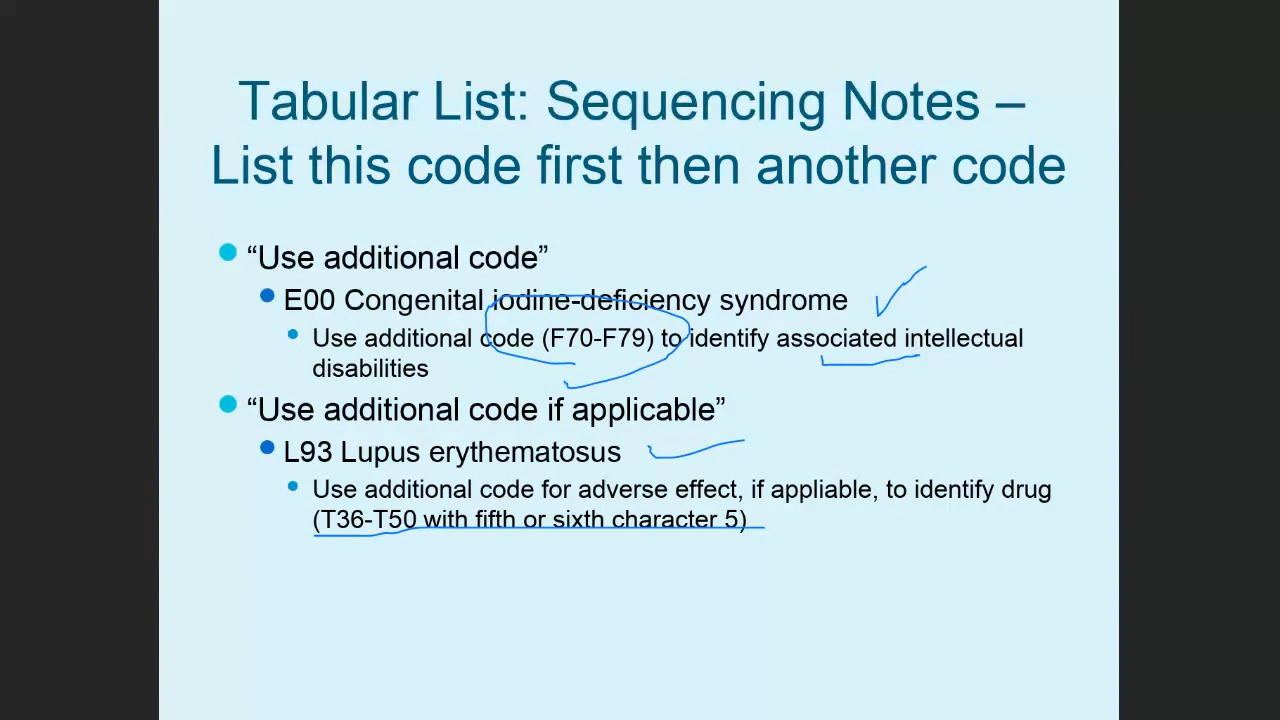 Tabular List: Sequencing Notes –
List this code first then another code
“Use additional code”
E00 Congenital iodine-deficiency syndrome
Use additional code (F70-F79) to identify associated intellectual
disabilities
“Use additional code if applicable”
L93 Lupus erythematosus
Use additional code for adverse effect, if appliable, to identify drug
(T36-T50 with fifth or sixth character 5)